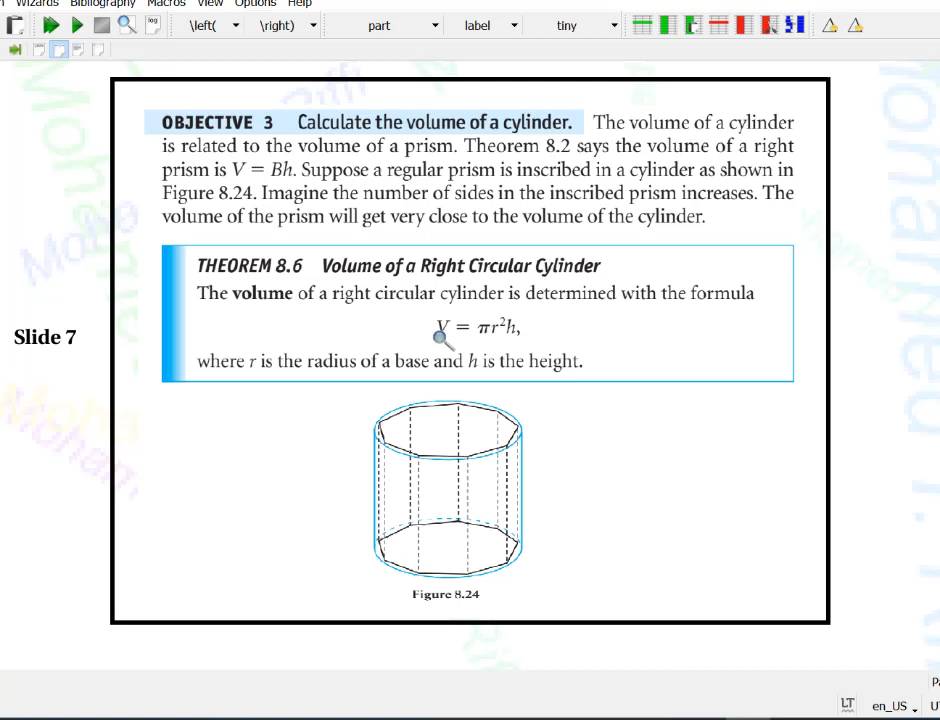 Wizards Bibliography Macros View Options Help
log \left( \right) part label tiny
OBJECTIVE 3 Calculate the volume of a cylinder. The volume of a cylinder
is related to the volume of a prism. Theorem 8.2 says the volume of a right
prism is V = Bh. Suppose a regular prism is inscribed in a cylinder as shown in
Figure 8.24. Imagine the number of sides in the inscribed prism increases. The
volume of the prism will get very close to the volume of the cylinder.
THEOREM 8.6 Volume of a Right Circular Cylinder
The volume of a right circular cylinder is determined with the formula
V = πr²h,
Slide 7
where r is the radius of a base and h is the height.
Figure 8.24
LT en_US